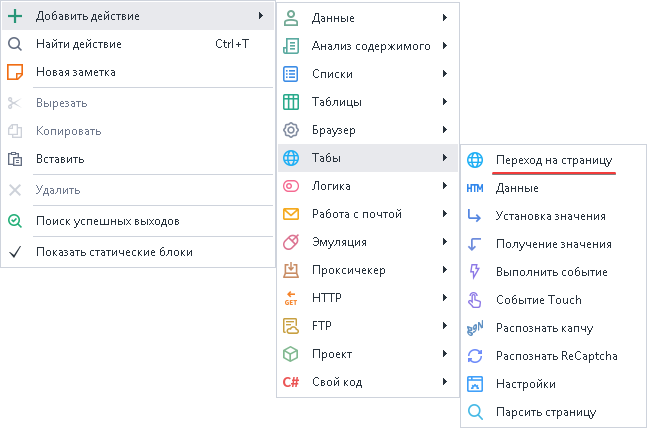 Добавить действие
Найти действие Ctrl+T
Новая заметка
Вырезать
Копировать
Вставить
Удалить
Поиск успешных выходов
Показать статические блоки
Данные
Анализ содержимого
Списки
Таблицы
Браузер
Табы
Логика
Работа с почтой
Эмуляция
Проксичекер
GET HTTP
FTP
Проект
C# Свой код
Переход на страницу
HTM Данные
Установка значения
Получение значения
Выполнить событие
Событие Touch
Распознать капчу
Распознать ReCaptcha
Настройки
Парсить страницу